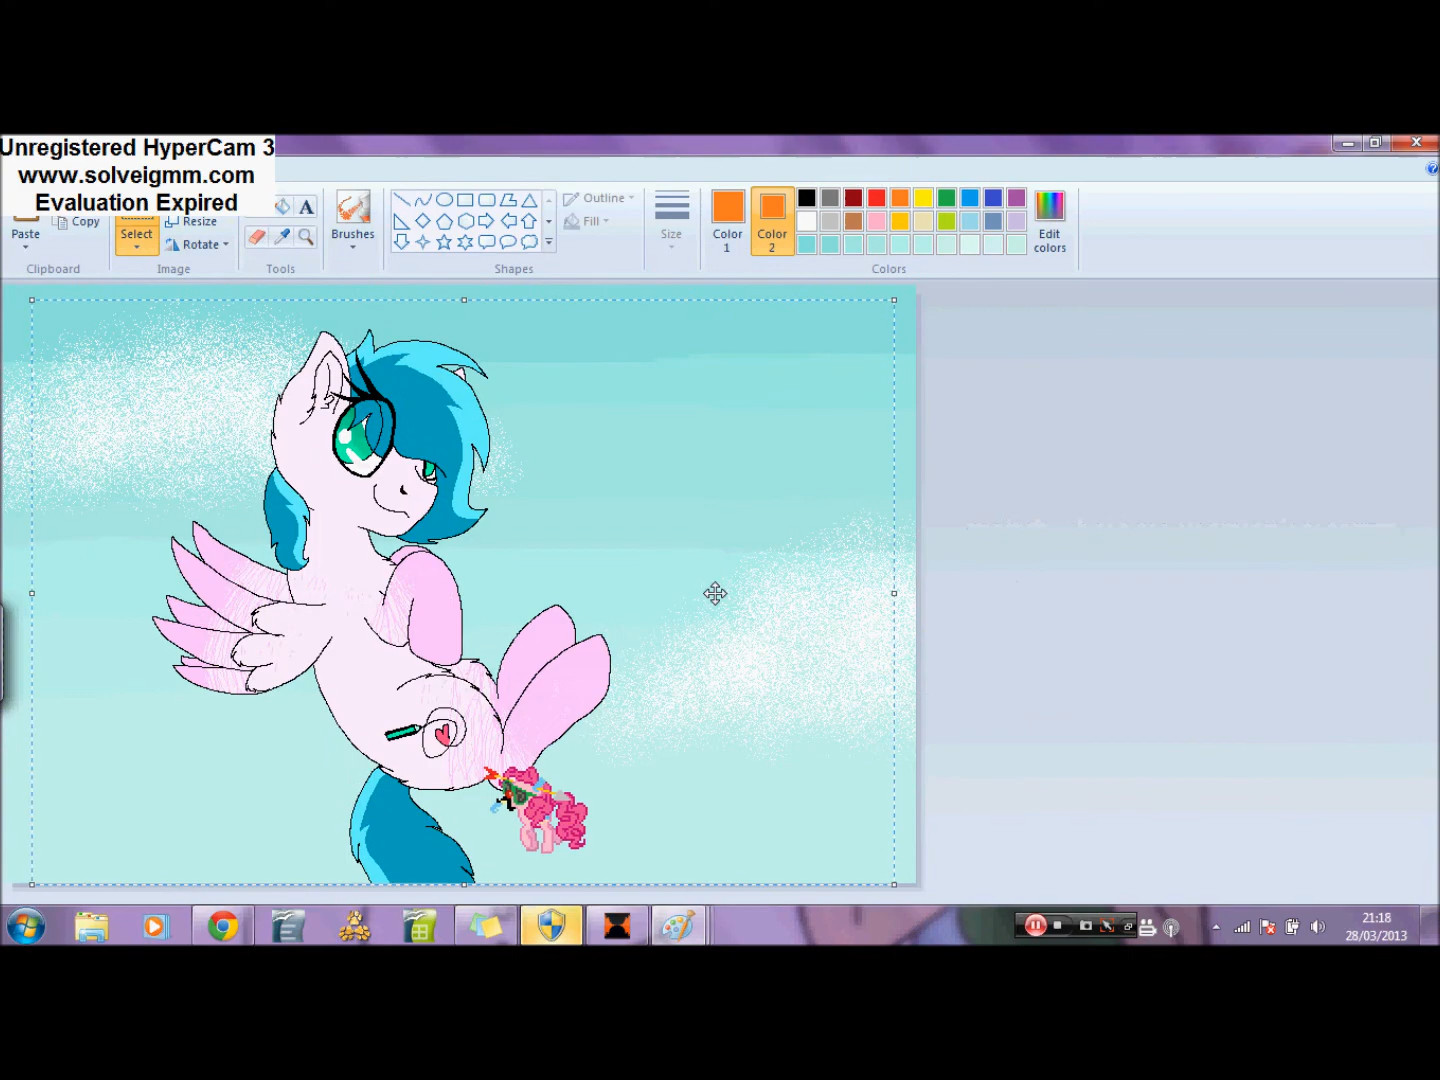 Unregistered HyperCam 3
www.solveigmm.com
Evaluation Expired
Paste
Copy
Select
Resize
Rotate
A
Brushes
Outline
Fill
Size
Color
1
Color
2
Edit
colors
Clipboard
Image
Tools
Shapes
Colors
21:18
28/03/2013